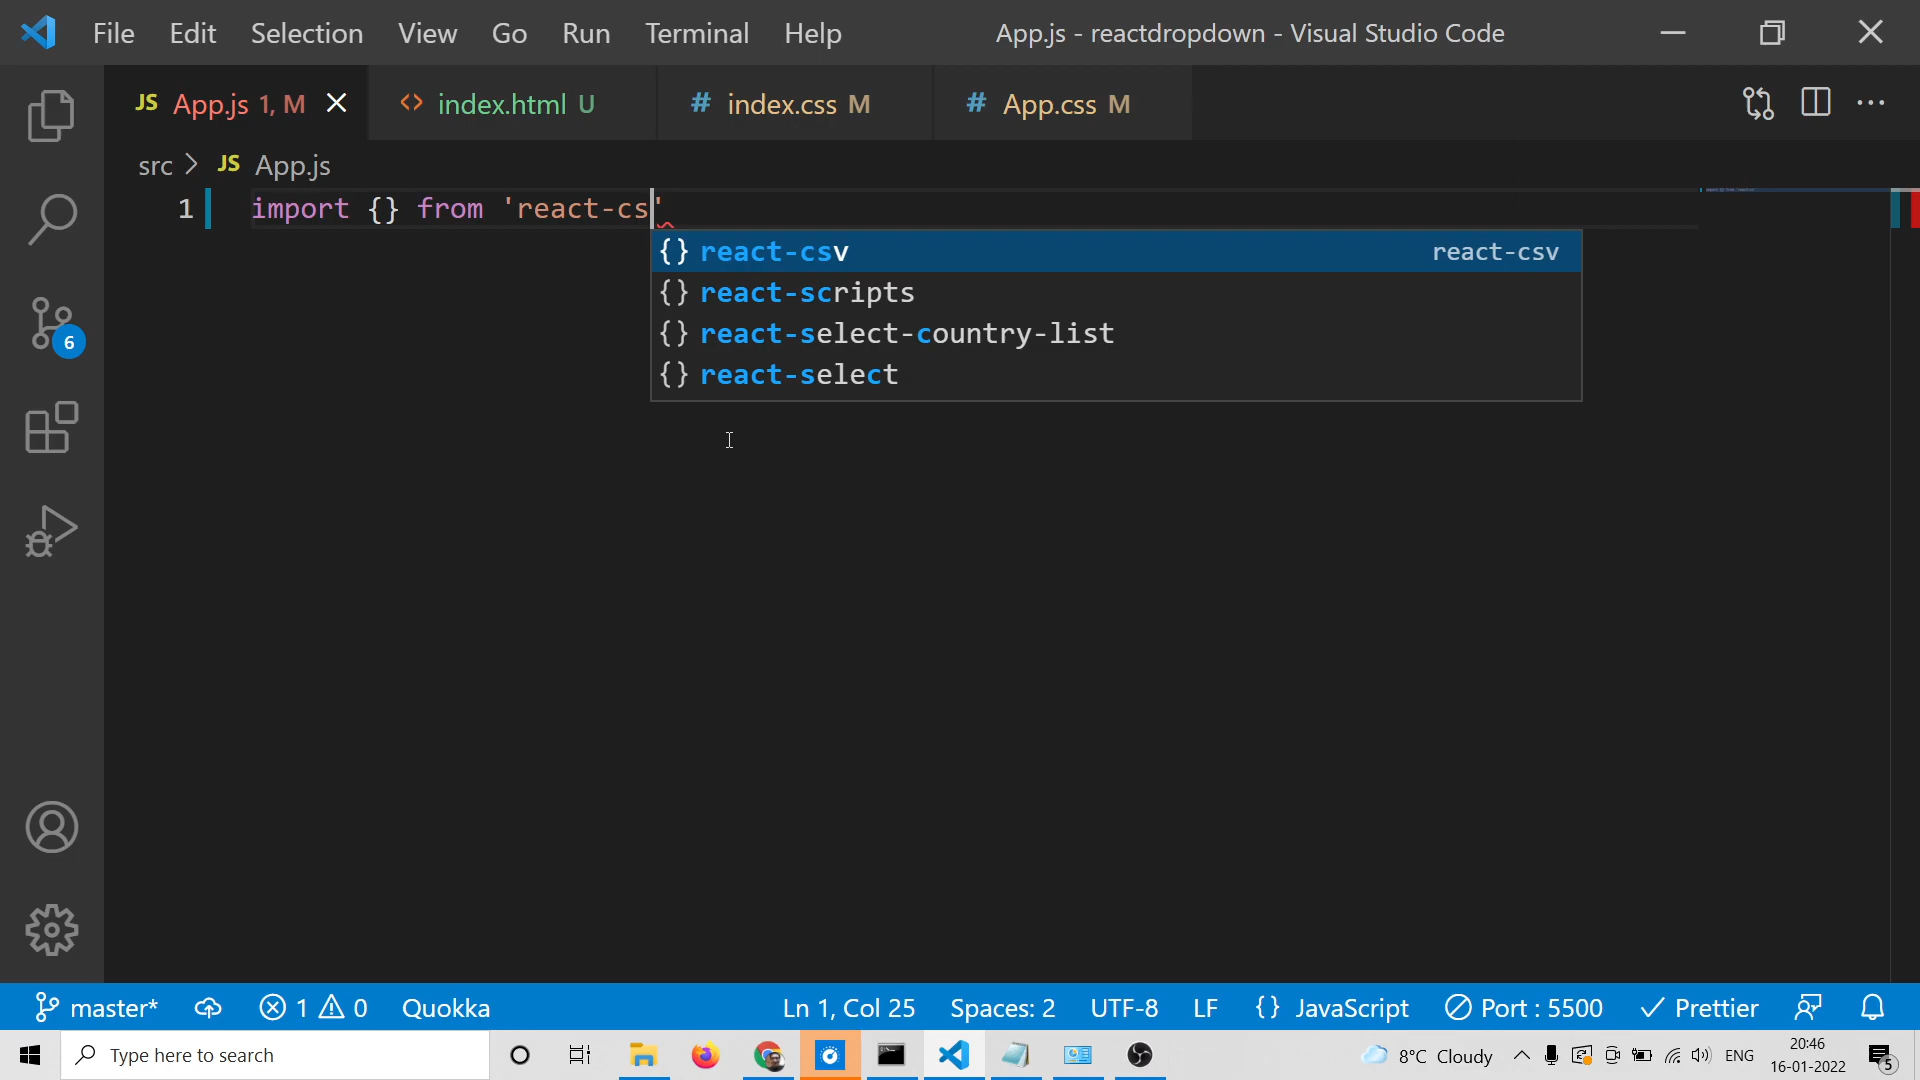 File Edit Selection View Go Run Terminal Help App.js - reactdropdown - Visual Studio Code
JS App.js 1, M index.html U # index.css M # App.css M
src > JS App.js
1 import {} from 'react-cs'
{} react-csv react-csv
{} react-scripts
{} react-select-country-list
{} react-select
6
master* 1 0 Quokka Ln 1, Col 25 Spaces: 2 UTF-8 LF {} JavaScript Port : 5500 Prettier
Type here to search 8°C Cloudy ENG 20:46
16-01-2022 5